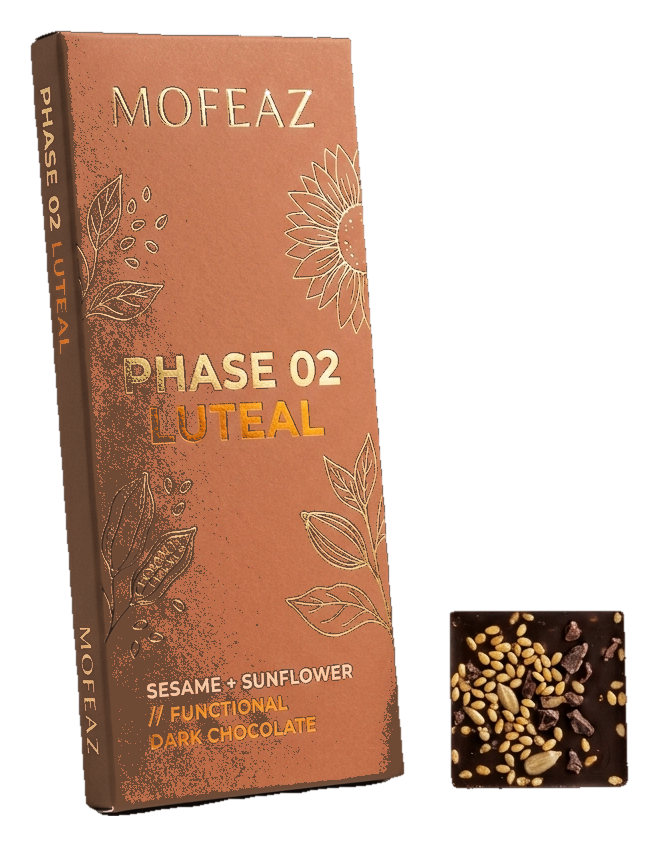 MOFEAZ
PHASE 02
LUTEAL
SESAME + SUNFLOWER
// FUNCTIONAL
DARK CHOCOLATE
PHASE 02 LUTEAL
MOFEAZ